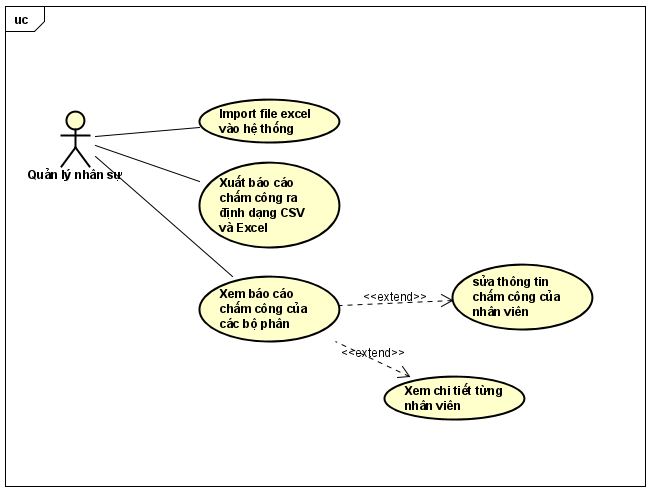 uc
Import file excel
vào hệ thống
Quản lý nhân sự
Xuất báo cáo
chấm công ra
định dạng CSV
và Excel
Xem báo cáo
chấm công của
các bộ phân
<<extend>>
sửa thông tin
chấm công của
nhân viên
<<extend>>
Xem chi tiết từng
nhân viên